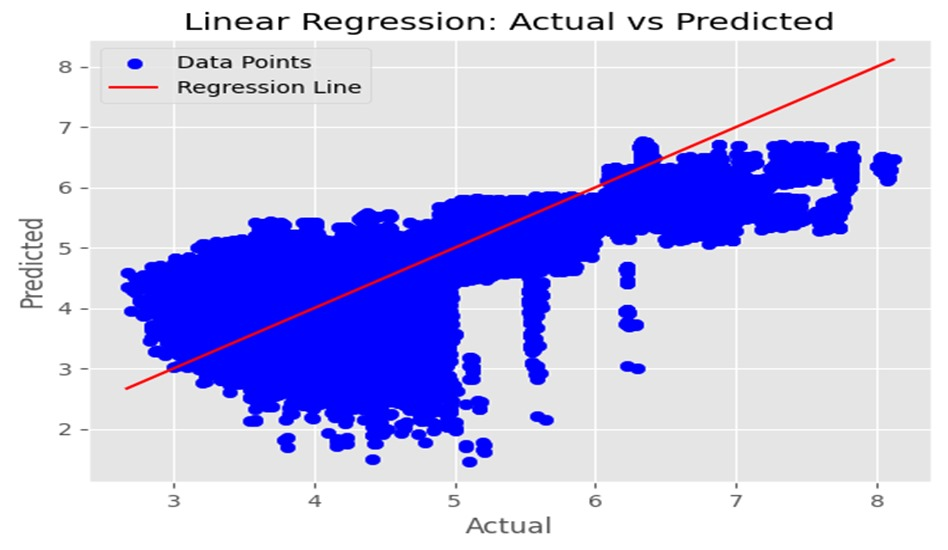 Linear Regression: Actual vs Predicted
Data Points
Regression Line
8
7
6
5
4
3
2
Predicted
3 4 5 6 7 8
Actual